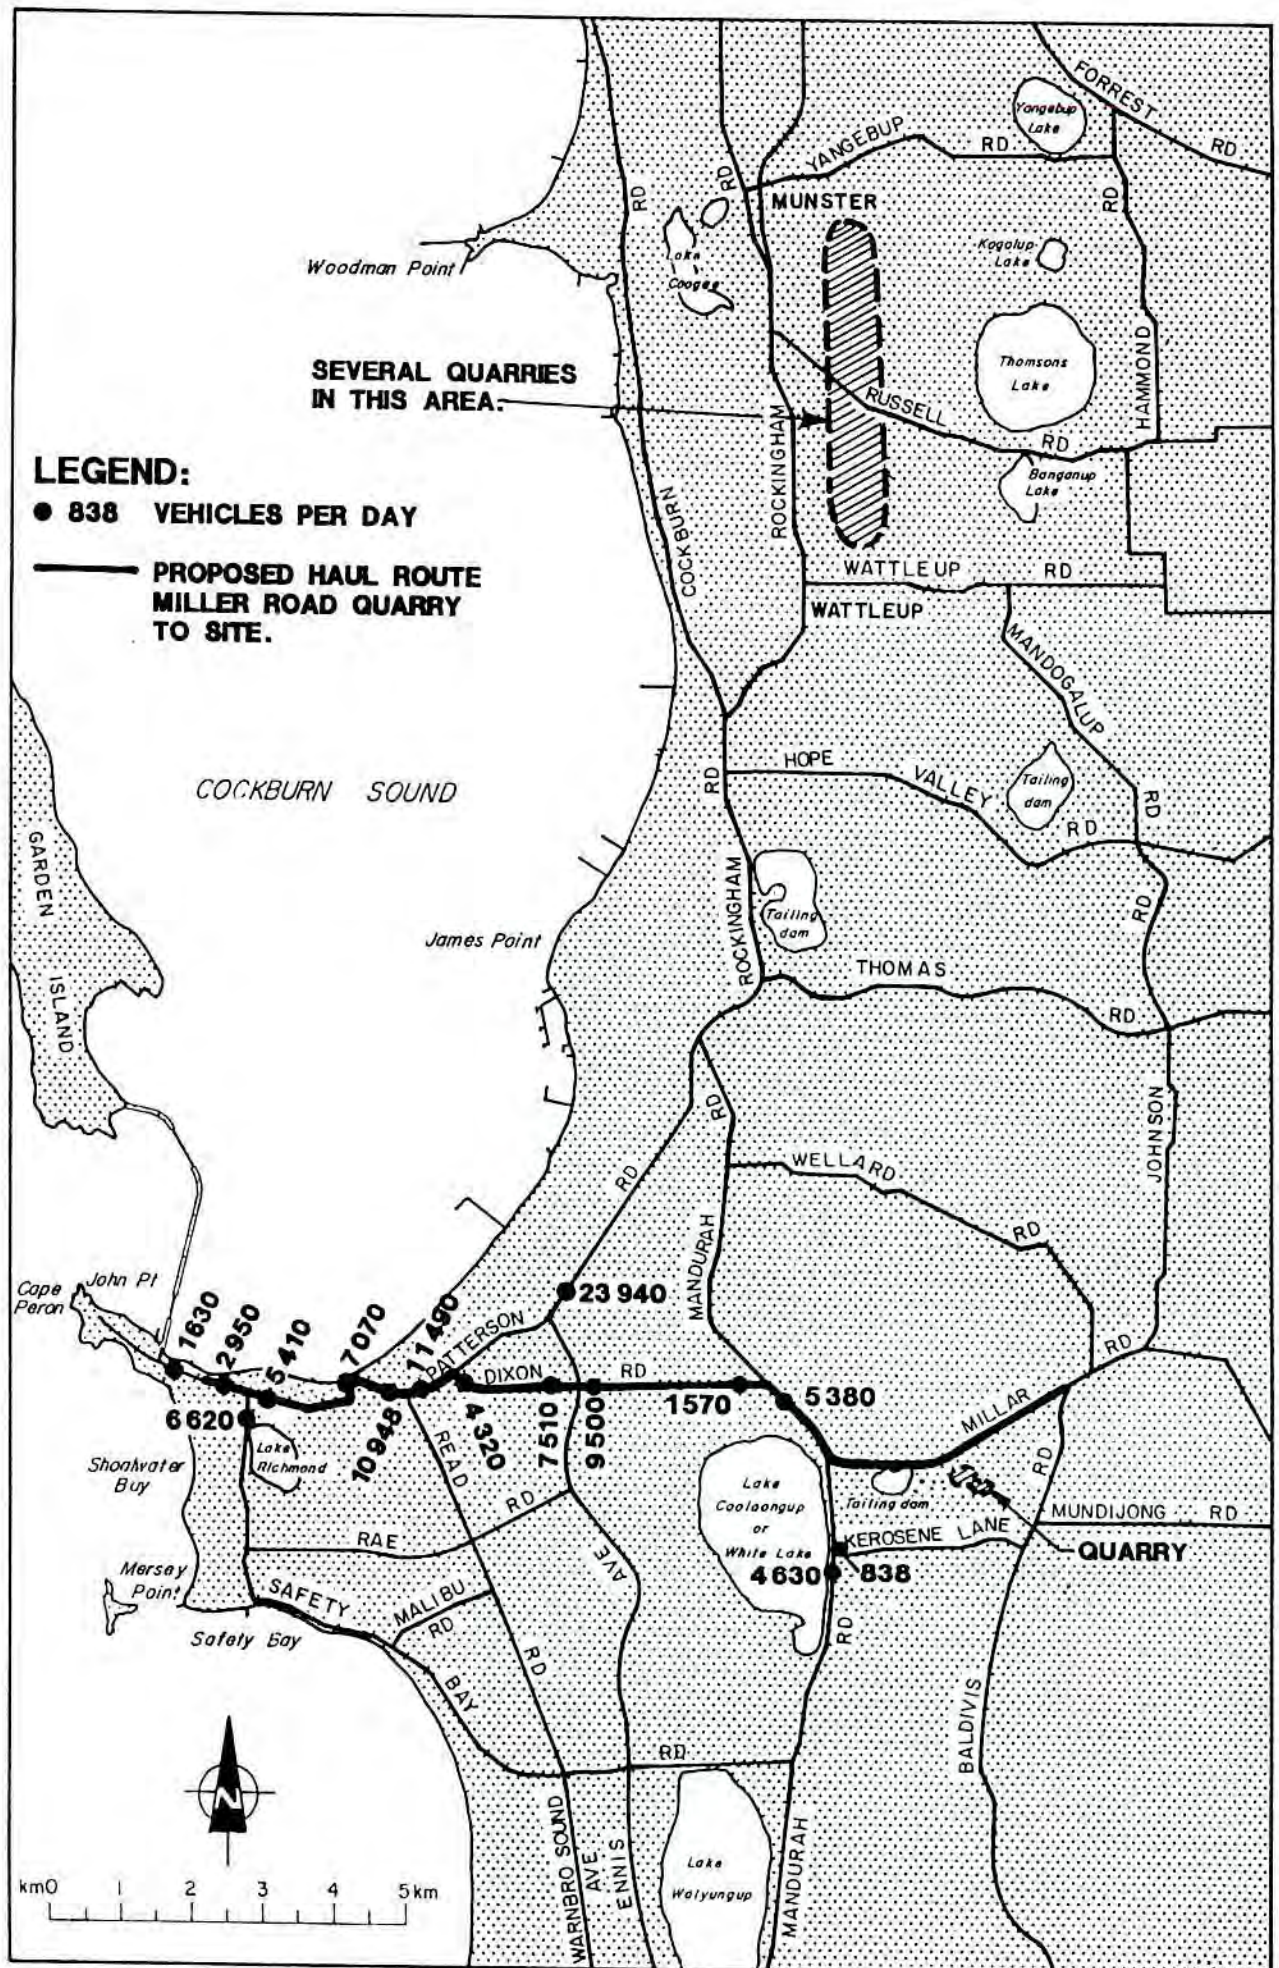 FORREST
RD
Yangebup
Lake
YANGEBUP
RD
RD
RD
RD
MUNSTER
Kogolup
Lake
Woodman Point
Lake
Coogee
Thomsons
Lake
HAMMOND
SEVERAL QUARRIES
IN THIS AREA.
RUSSELL
RD
ROCKINGHAM
Banganup
Lake
LEGEND:
● 838 VEHICLES PER DAY
PROPOSED HAUL ROUTE
MILLER ROAD QUARRY
TO SITE.
COCKBURN
WATTLEUP RD
WATTLEUP
MANDOGALUP
RD
HOPE
VALLEY
RD
Tailing
dam
COCKBURN SOUND
RD
GARDEN
ISLAND
ROCKINGHAM
Tailing
dam
RD
James Point
THOMAS
RD
JOHNSON
RD
WELLARD
RD
MANDURAH
RD
John Pt
Cape
Peron
1630
2950
5410
7070
11490
PATTERSON
23 940
DIXON
RD
1570
5380
RD
MILLAR
6620
10948
READ
4320
7510
9500
Lake
Richmond
Shoalwater
Bay
RD
Lake
Cooloongup
or
White Lake
Tailing dam
RD
MUNDIJONG RD
KEROSENE LANE
QUARRY
RAE
AVE
4630
838
Mersey
Point
SAFETY
MALIBU
RD
Safety Bay
RD
RD
BAY
RD
BALDIVIS
N
WARNBRO SOUND
AVE
ENNIS
Lake
Walyungup
MANDURAH
km0 1 2 3 4 5 km